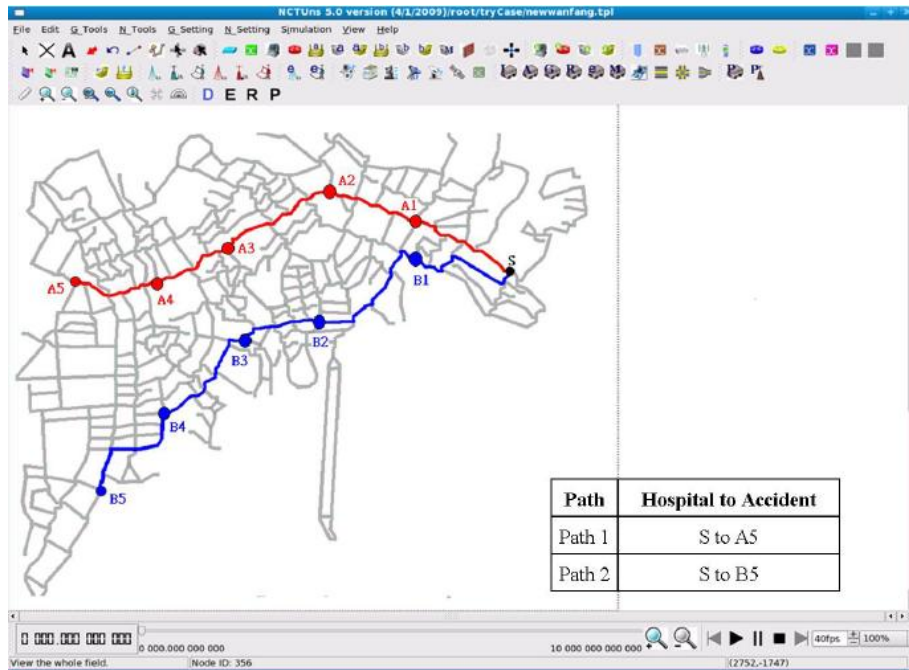 NCTUns 5.0 version (4/1/2009)/root/tryCase/newwanfang.tpl
File Edit G_Tools N_Tools G_Setting N_Setting Simulation View Help
D E R P
A2
A1
A3
S
B1
A5
A4
B2
B3
B4
B5
Path Hospital to Accident
Path 1 S to A5
Path 2 S to B5
0 000.000 000 000
0 000.000 000 000
10 000 000 000 000
40fps
100%
View the whole field.
Node ID: 356
(2752,-1747)